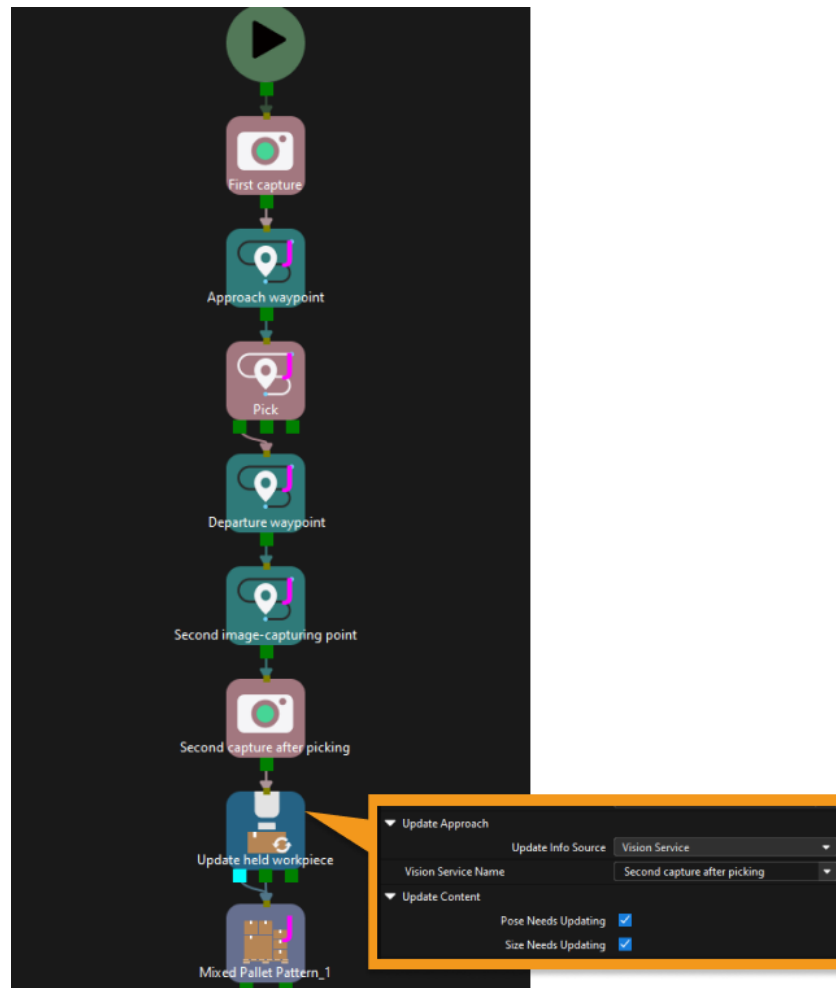 First capture
Approach waypoint
Pick
Departure waypoint
Second image-capturing point
Second capture after picking
Update held workpiece
Mixed Pallet Pattern_1
Update Approach
Update Info Source Vision Service
Vision Service Name Second capture after picking
Update Content
Pose Needs Updating
Size Needs Updating